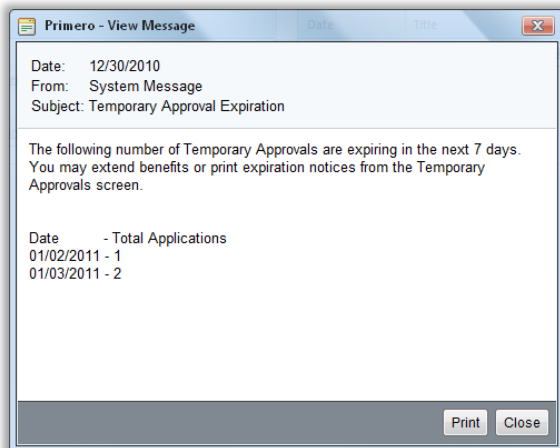 Primero - View Message
Date Title
Date: 12/30/2010
From: System Message
Subject: Temporary Approval Expiration
The following number of Temporary Approvals are expiring in the next 7 days.
You may extend benefits or print expiration notices from the Temporary
Approvals screen.
Date - Total Applications
01/02/2011 - 1
01/03/2011 - 2
Print Close